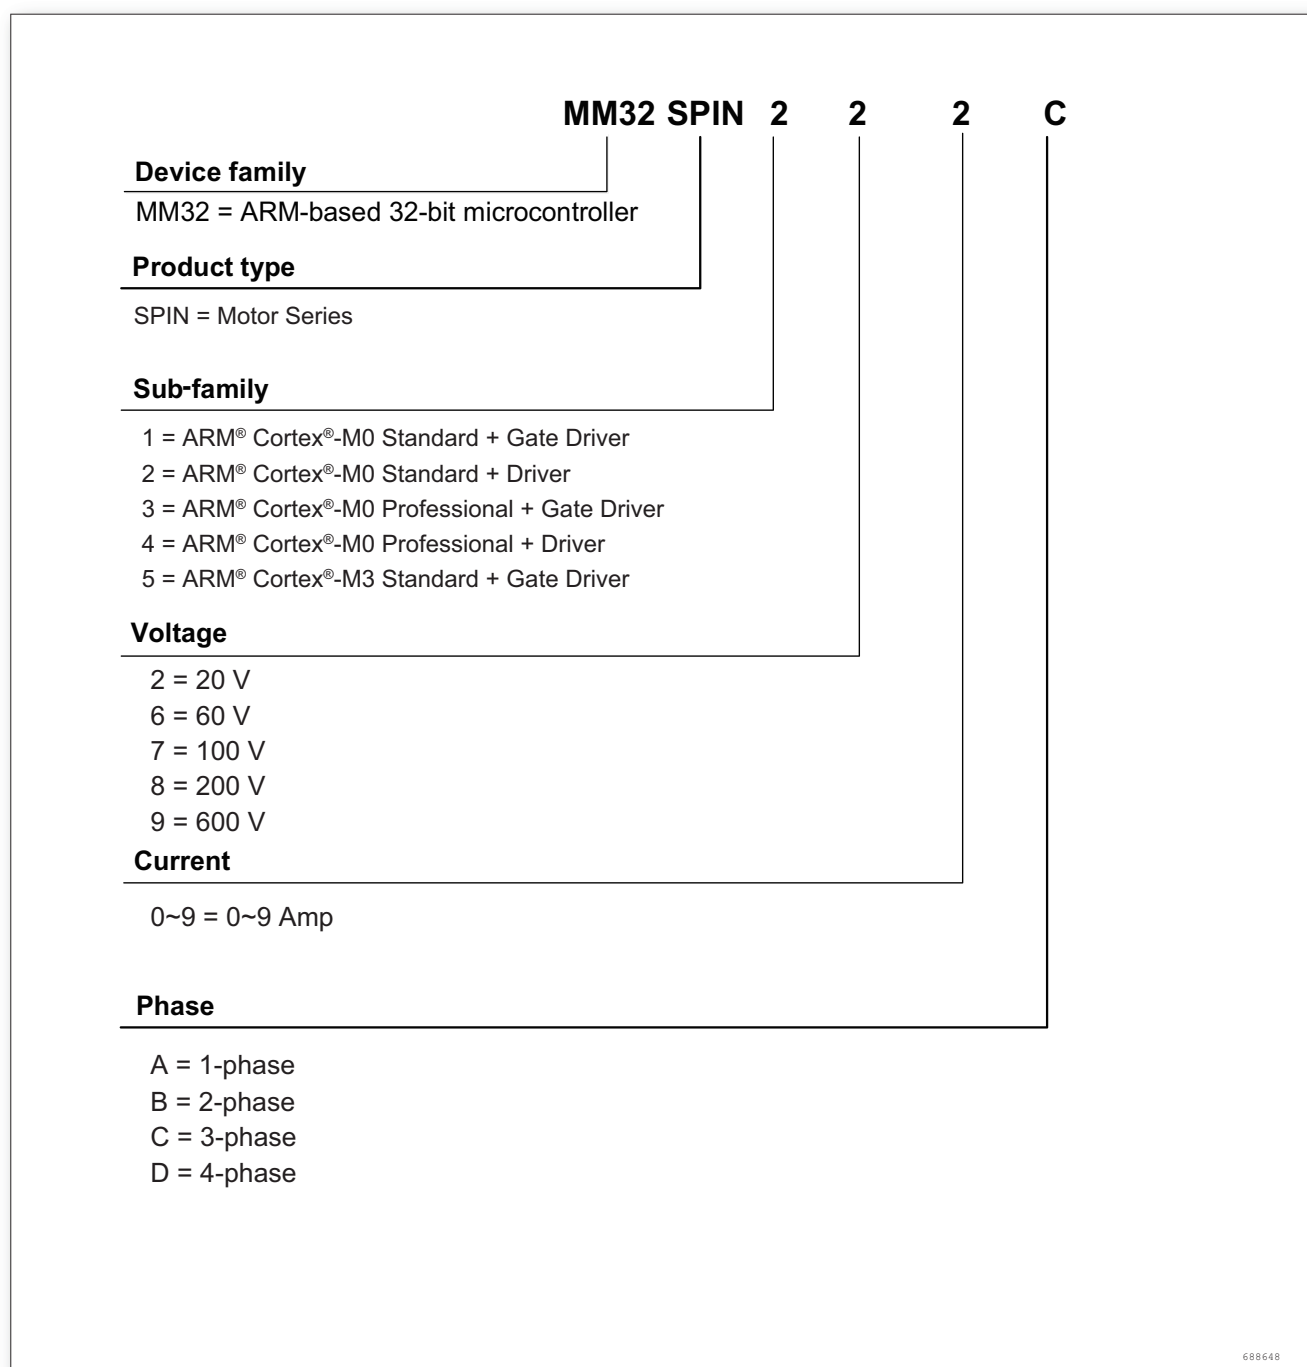 MM32 SPIN 2 2 2 C
Device family
MM32 = ARM-based 32-bit microcontroller
Product type
SPIN = Motor Series
Sub-family
1 = ARM® Cortex®-M0 Standard + Gate Driver
2 = ARM® Cortex®-M0 Standard + Driver
3 = ARM® Cortex®-M0 Professional + Gate Driver
4 = ARM® Cortex®-M0 Professional + Driver
5 = ARM® Cortex®-M3 Standard + Gate Driver
Voltage
2 = 20 V
6 = 60 V
7 = 100 V
8 = 200 V
9 = 600 V
Current
0~9 = 0~9 Amp
Phase
A = 1-phase
B = 2-phase
C = 3-phase
D = 4-phase
688648